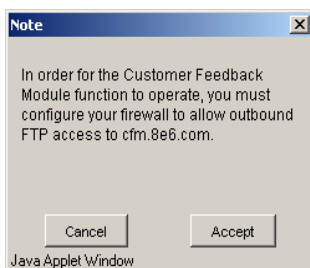 Note
In order for the Customer Feedback
Module function to operate, you must
configure your firewall to allow outbound
FTP access to cfm.8e6.com.
Cancel Accept
Java Applet Window